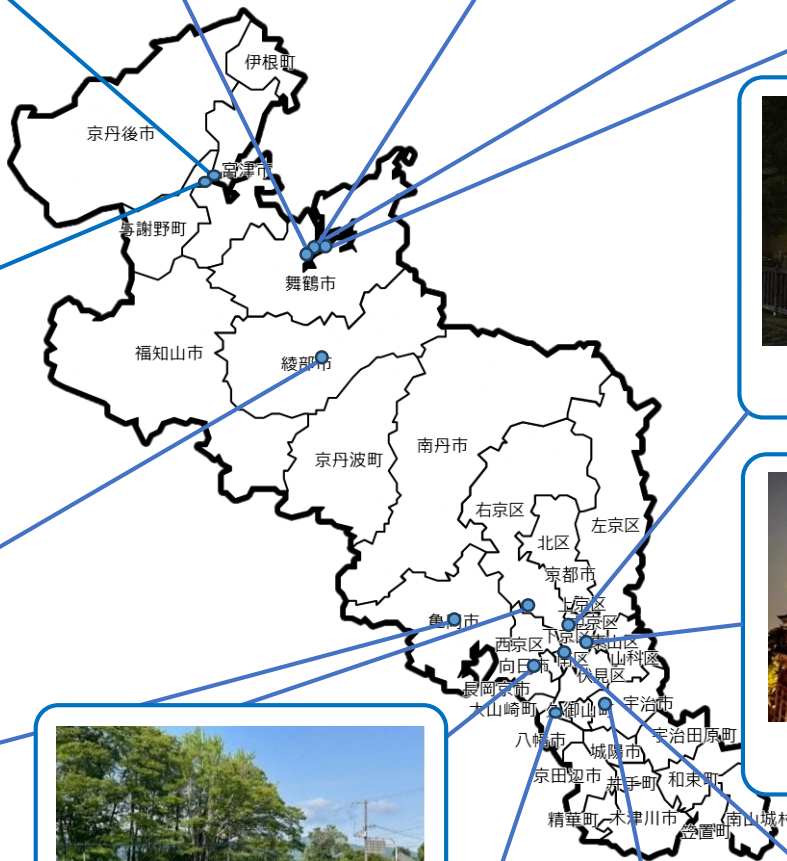 伊根町
京丹後市
宮津市
与謝野町
舞鶴市
福知山市
綾部市
京丹波町
南丹市
右京区
左京区
北区
京都市
上京区
中京区
下京区
東山区
西京区
山科区
向日市
南区
伏見区
亀岡市
長岡京市
大山崎町
久御山町
宇治市
八幡市
宇治田原町
城陽市
京田辺市
井手町
和束町
精華町
木津川市
笠置町
南山城村